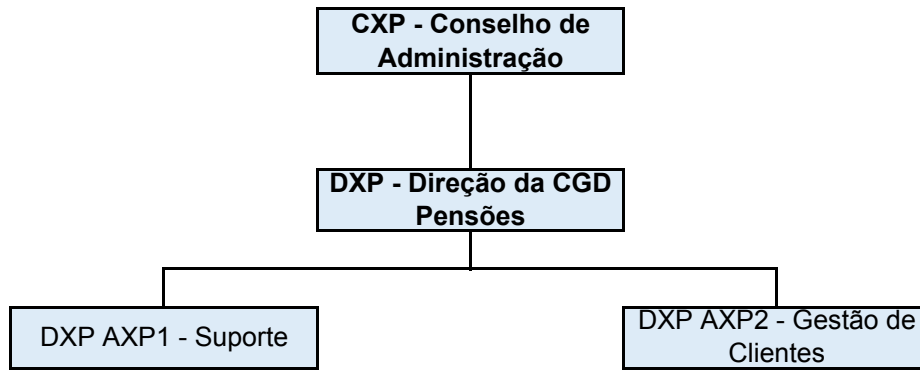 CXP - Conselho de
Administração
DXP - Direção da CGD
Pensões
DXP AXP1 - Suporte
DXP AXP2 - Gestão de
Clientes